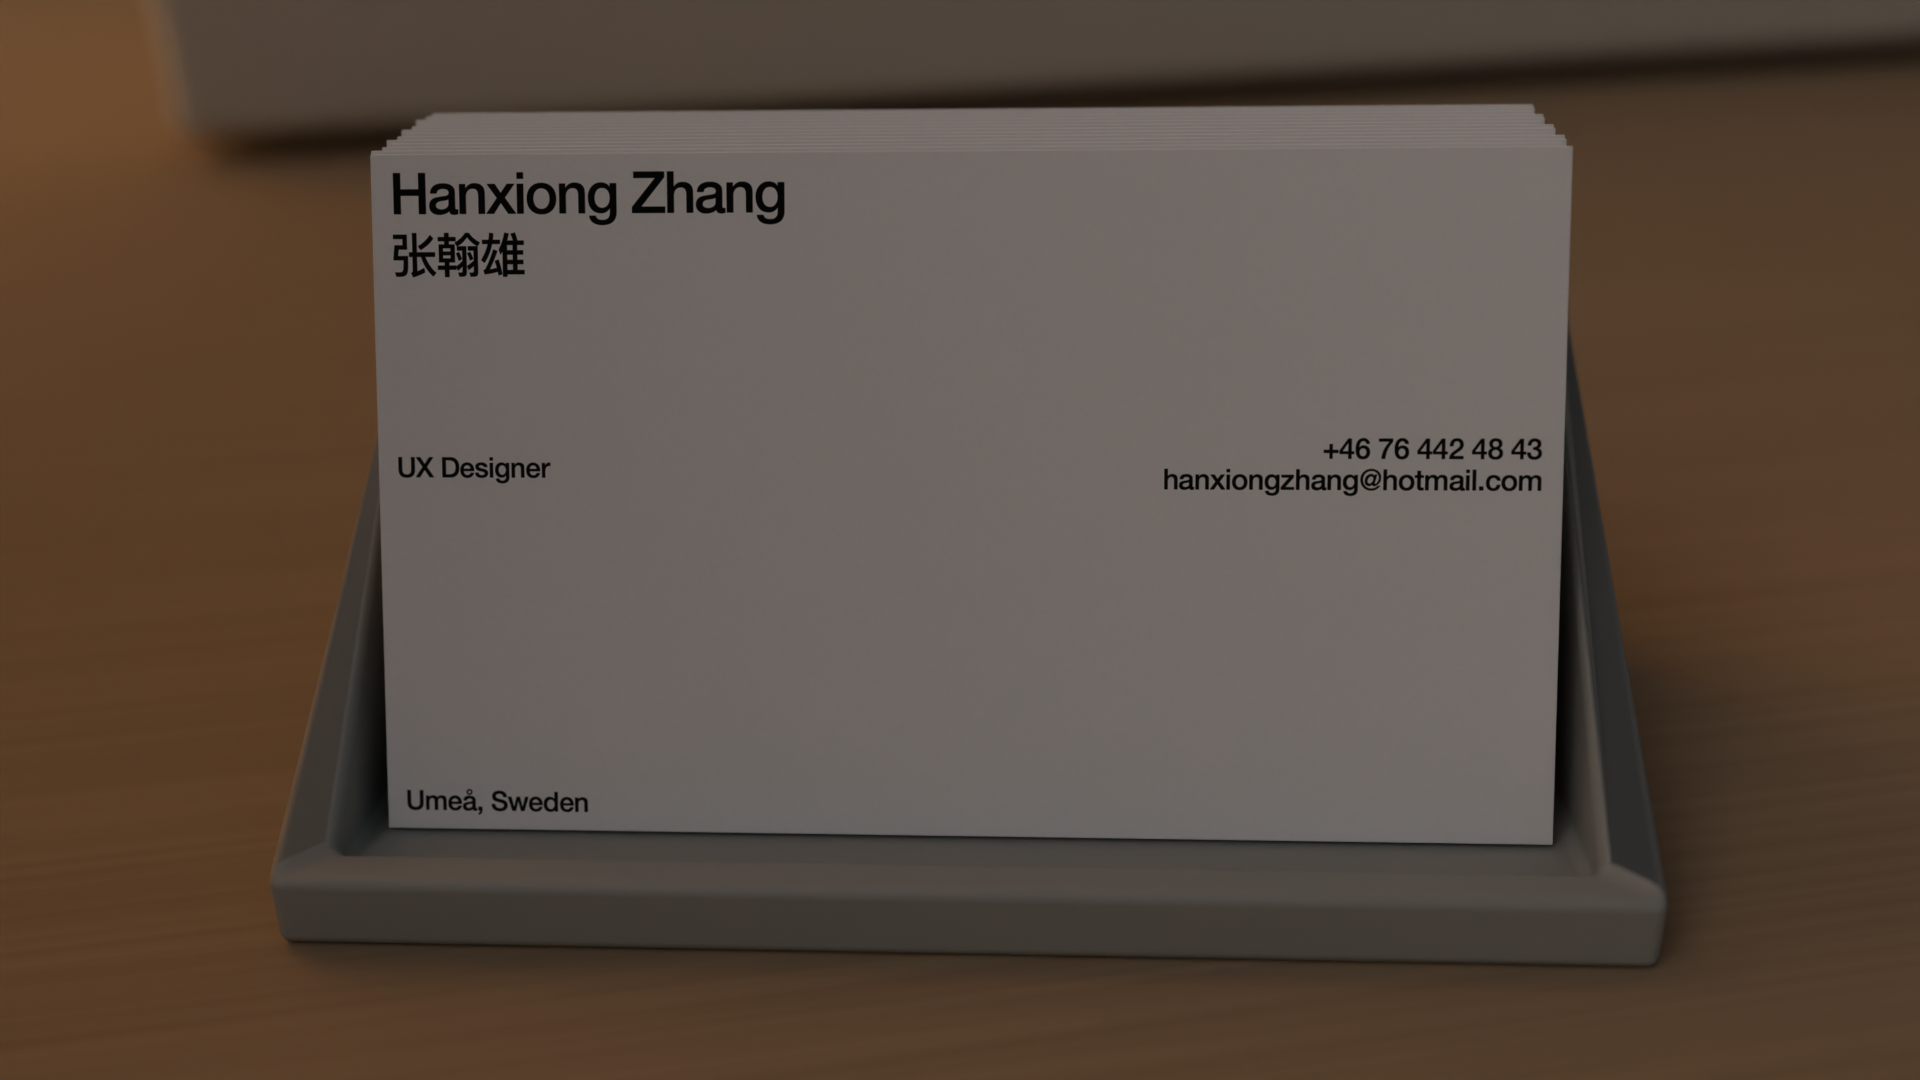 Hanxiong Zhang
张翰雄
UX Designer
+46 76 442 48 43
hanxiongzhang@hotmail.com
Umeå, Sweden